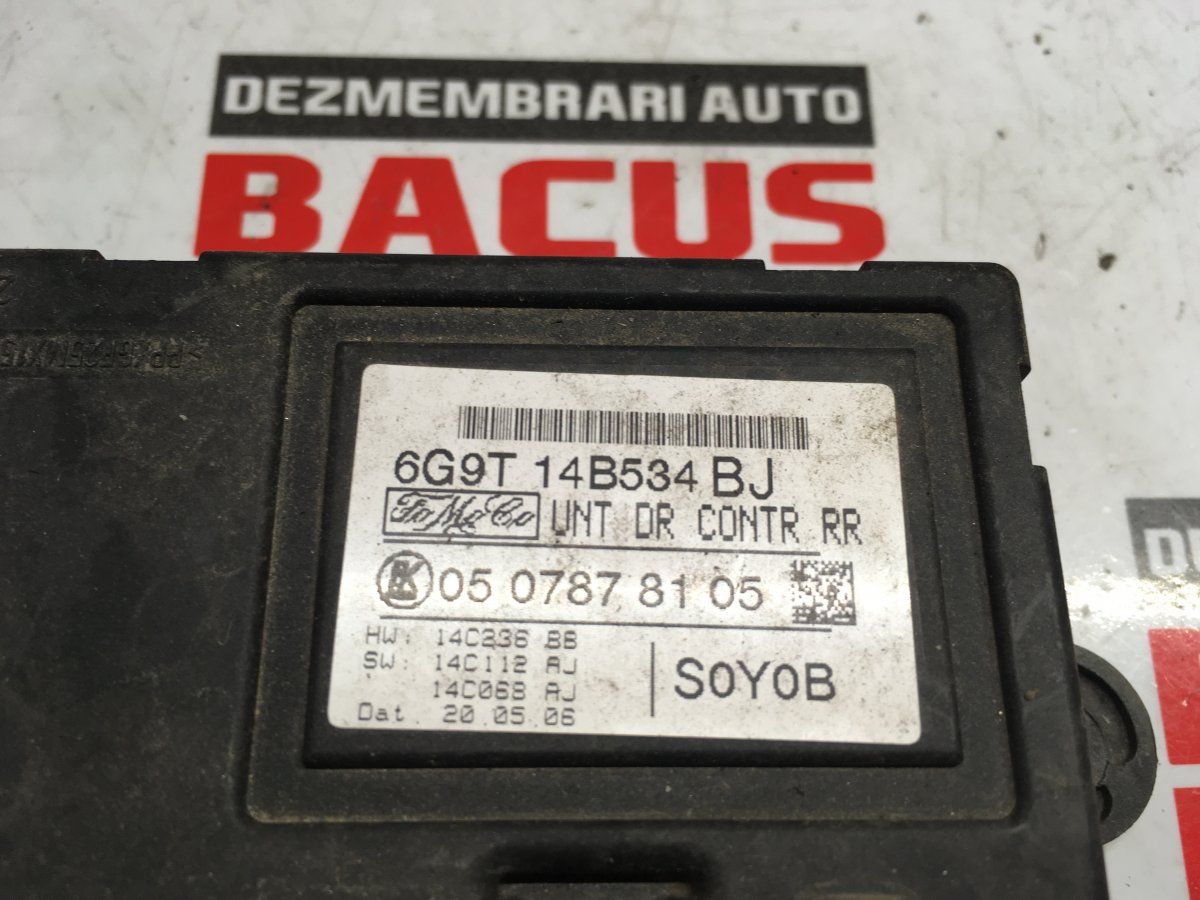 DEZMEMBRARI AUTO
BACUS
6G9T 14B534 BJ
FoMoCo UNT DR CONTR RR
05 0787 81 05
HW: 14C236 BB
SW: 14C112 AJ
14C068 AJ
Dat 20.05.06
S0Y0B